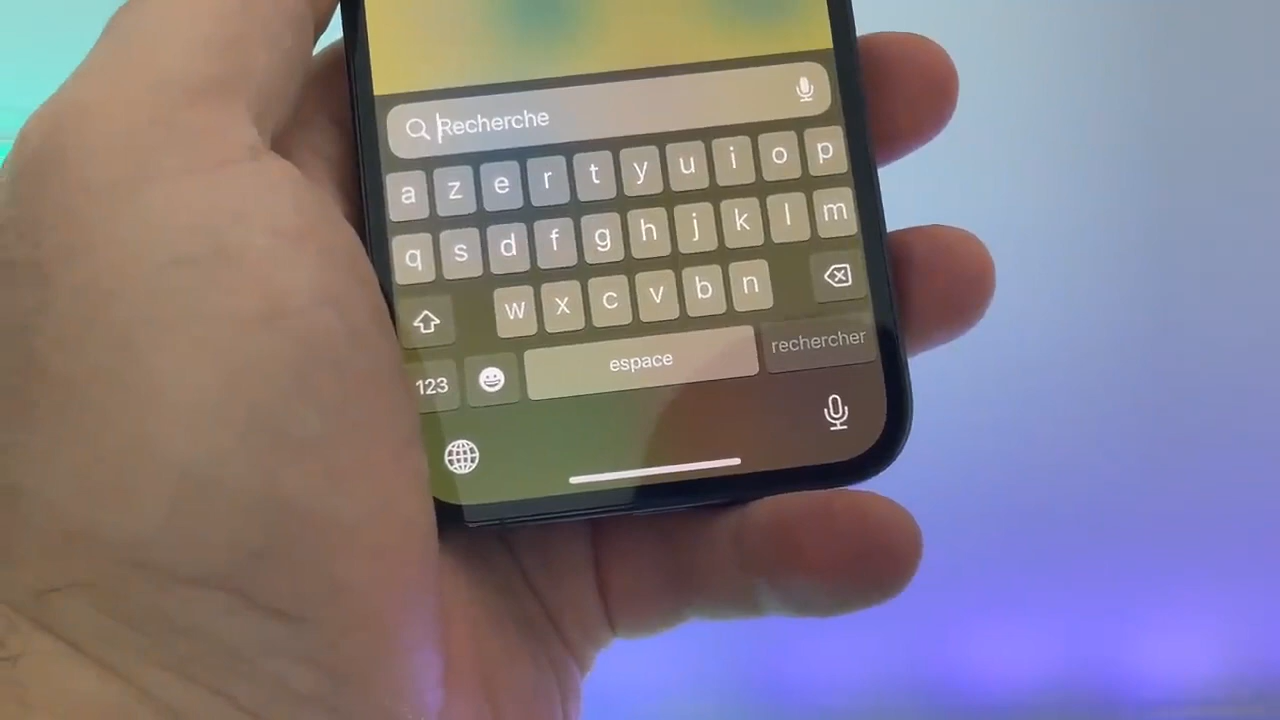 Recherche
a z e r t y u i o p
q s d f g h j k l m
w x c v b n
123 espace rechercher